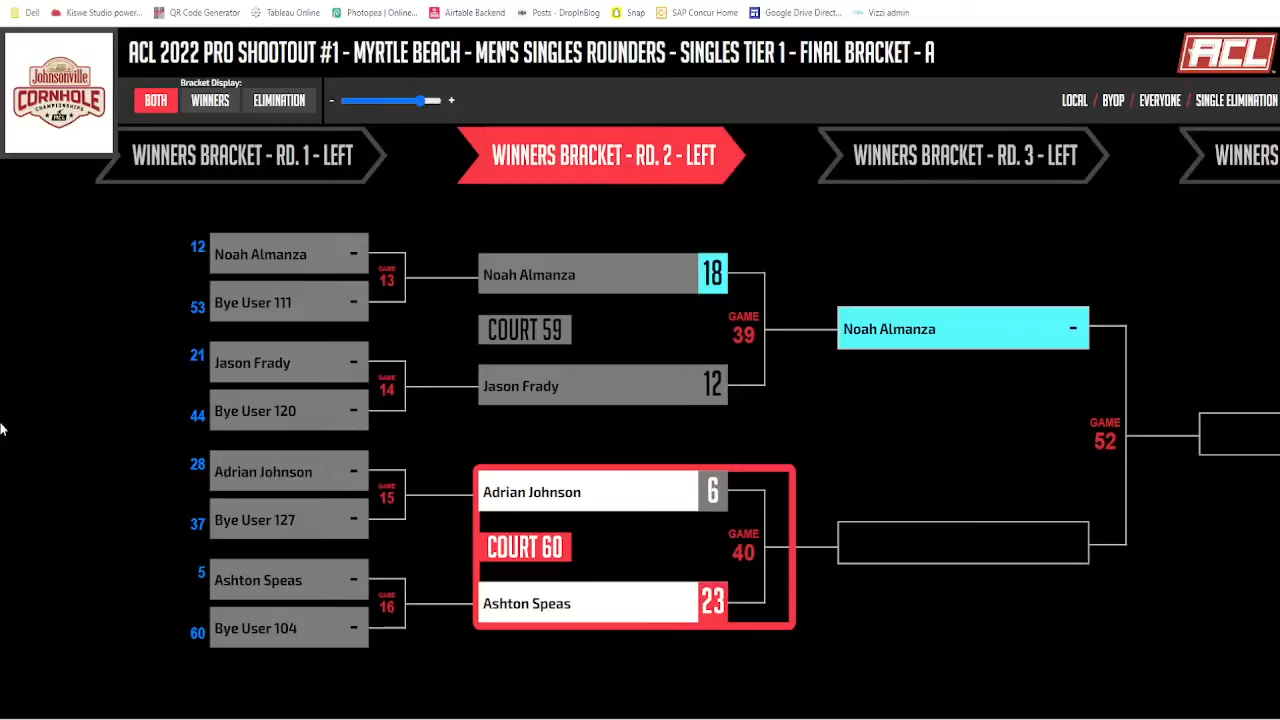 Dell
Kiswe Studio power...
QR Code Generator
Tableau Online
Photopea | Online...
Airtable Backend
Posts - DropInBlog
Snap
SAP Concur Home
Google Drive Direct...
Vizzi admin
Johnsonville
CORNHOLE
CHAMPIONSHIPS
ACL
ACL 2022 PRO SHOOTOUT #1 - MYRTLE BEACH - MEN'S SINGLES ROUNDERS - SINGLES TIER 1 - FINAL BRACKET - A
ACL
Bracket Display:
BOTH
WINNERS
ELIMINATION
- +
LOCAL / BYOP / EVERYONE / SINGLE ELIMINATION
WINNERS BRACKET - RD. 1 - LEFT
WINNERS BRACKET - RD. 2 - LEFT
WINNERS BRACKET - RD. 3 - LEFT
WINNERS
12 Noah Almanza -
GAME
13
53 Bye User 111 -
21 Jason Frady -
GAME
14
44 Bye User 120 -
28 Adrian Johnson -
GAME
15
37 Bye User 127 -
5 Ashton Speas -
GAME
16
60 Bye User 104 -
Noah Almanza 18
COURT 59
GAME
39
Jason Frady 12
Adrian Johnson 6
COURT 60
GAME
40
Ashton Speas 23
Noah Almanza -
GAME
52